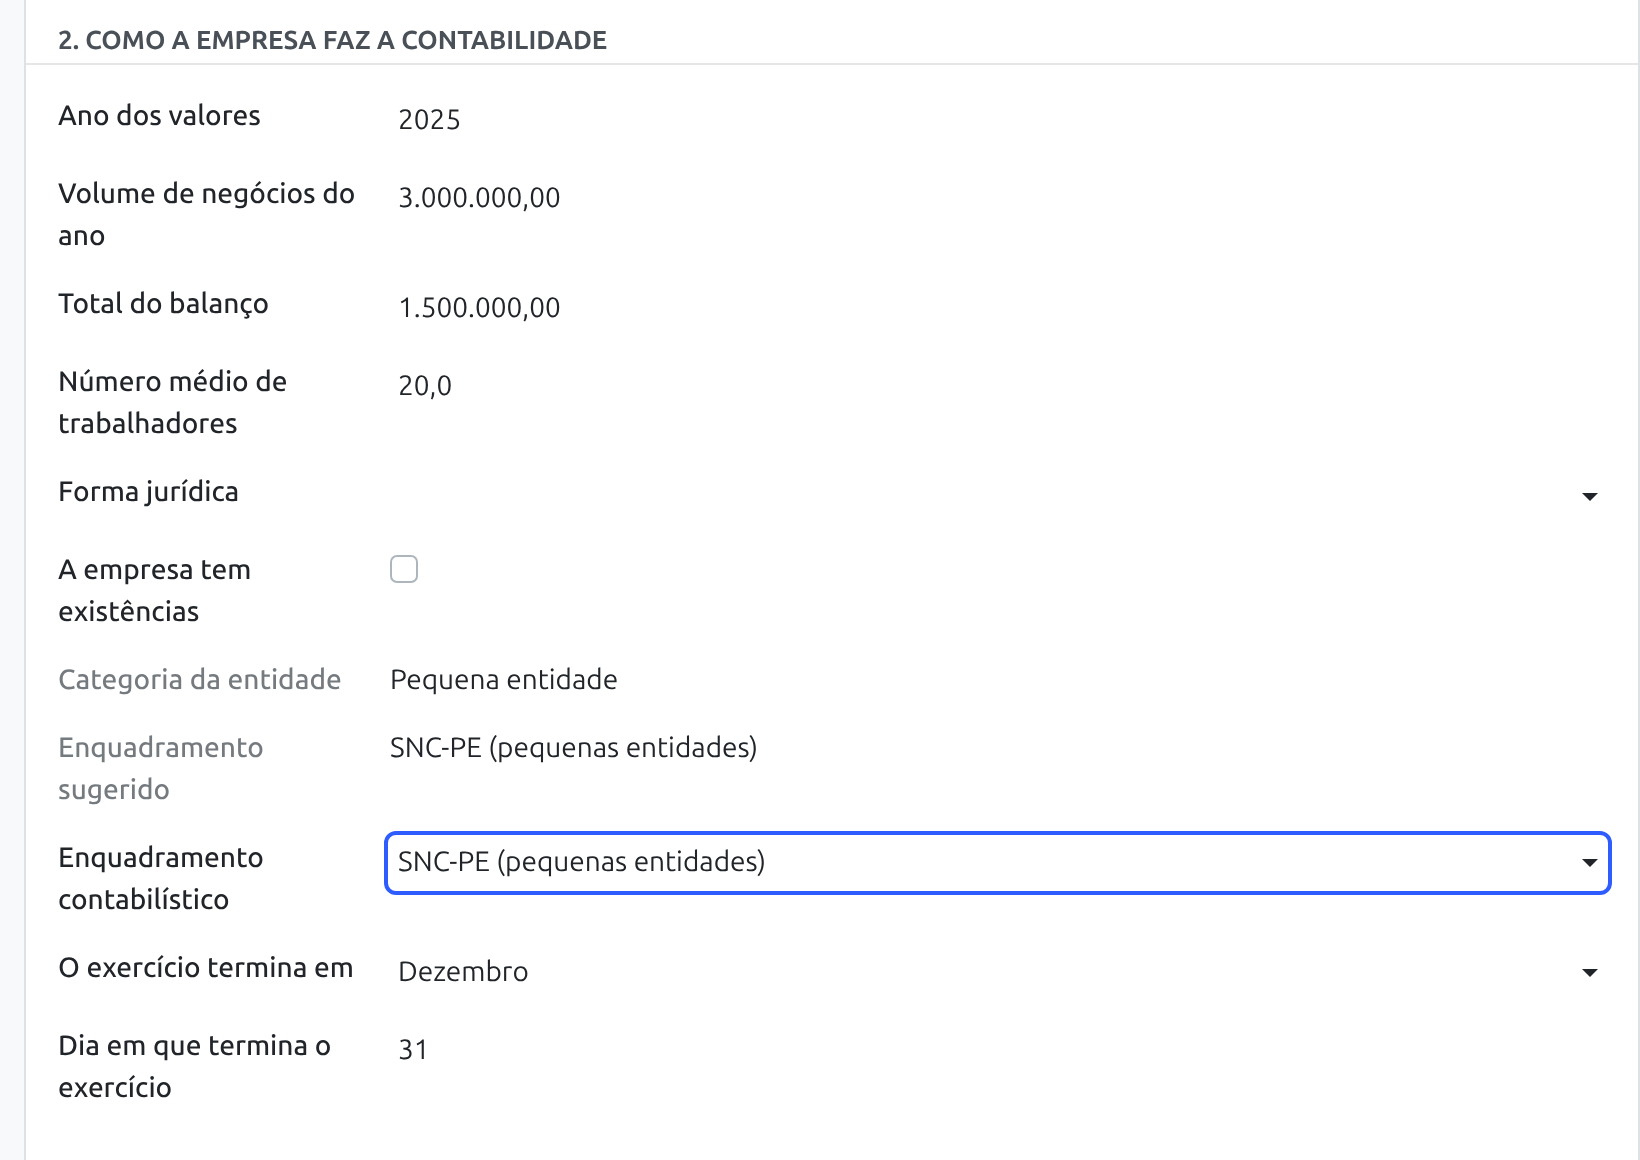 2. COMO A EMPRESA FAZ A CONTABILIDADE
Ano dos valores
2025
Volume de negócios do
ano
3.000.000,00
Total do balanço
1.500.000,00
Número médio de
trabalhadores
20,0
Forma jurídica
A empresa tem
existências
Categoria da entidade
Pequena entidade
Enquadramento
sugerido
SNC-PE (pequenas entidades)
Enquadramento
contabilístico
SNC-PE (pequenas entidades)
O exercício termina em
Dezembro
Dia em que termina o
exercício
31